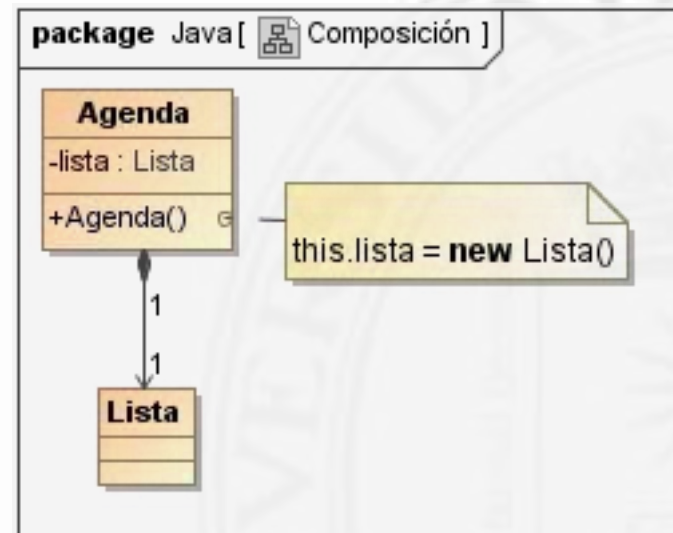 package Java[ Composición ]
Agenda
-lista : Lista
+Agenda()
this.lista = new Lista()
1
1
Lista